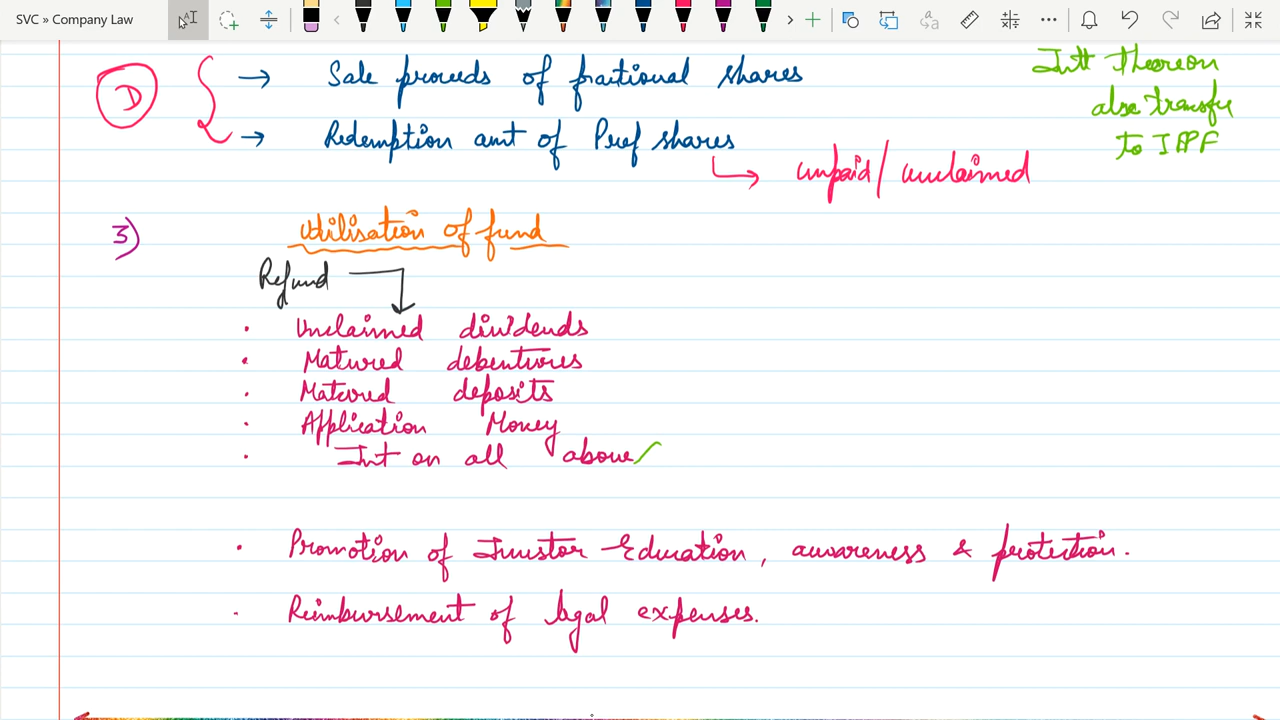 SVC » Company Law
D
→ Sale proceeds of fractional shares
→ Redemption amt of Pref shares
Intt thereon
also transfer
to IEPF
unpaid/unclaimed
3) Utilisation of fund
Refund
• Unclaimed dividends
• Matured debentures
• Matured deposits
• Application Money
• Int on all above
• Promotion of Investor Education, awareness & protection.
• Reimbursement of legal expenses.